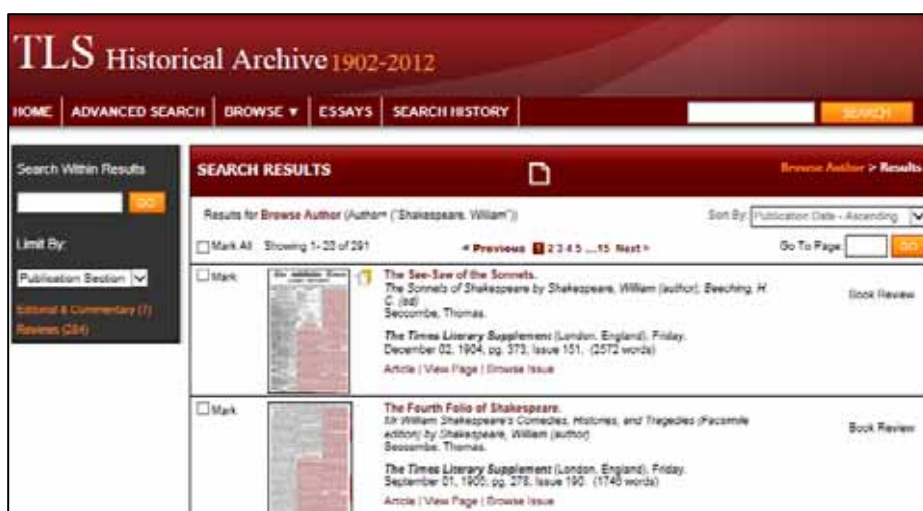 TLS Historical Archive 1902-2012
HOME ADVANCED SEARCH BROWSE ▼ ESSAYS SEARCH HISTORY SEARCH
Search Within Results
GO
Limit By:
Publication Section
Editorial & Commentary (7)
Reviews (284)
SEARCH RESULTS Browse Author > Results
Results for Browse Author (Author= ("Shakespeare, William")) Sort By: Publication Date - Ascending
Mark All Showing 1- 20 of 291 « Previous 1 2 3 4 5 ....15 Next » Go To Page: GO
Mark
The See-Saw of the Sonnets.
The Sonnets of Shakespeare by Shakespeare, William (author); Beeching, H.
C. (ed)
Seccombe, Thomas.
Book Review
The Times Literary Supplement (London, England), Friday,
December 02, 1904; pg. 373; Issue 151. (2572 words)
Article | View Page | Browse Issue
Mark
The Fourth Folio of Shakespeare.
Mr William Shakespeare's Comedies, Histories, and Tragedies (Facsimile
edition) by Shakespeare, William (author)
Seccombe, Thomas.
Book Review
The Times Literary Supplement (London, England), Friday,
September 01, 1905; pg. 278; Issue 190. (1746 words)
Article | View Page | Browse Issue